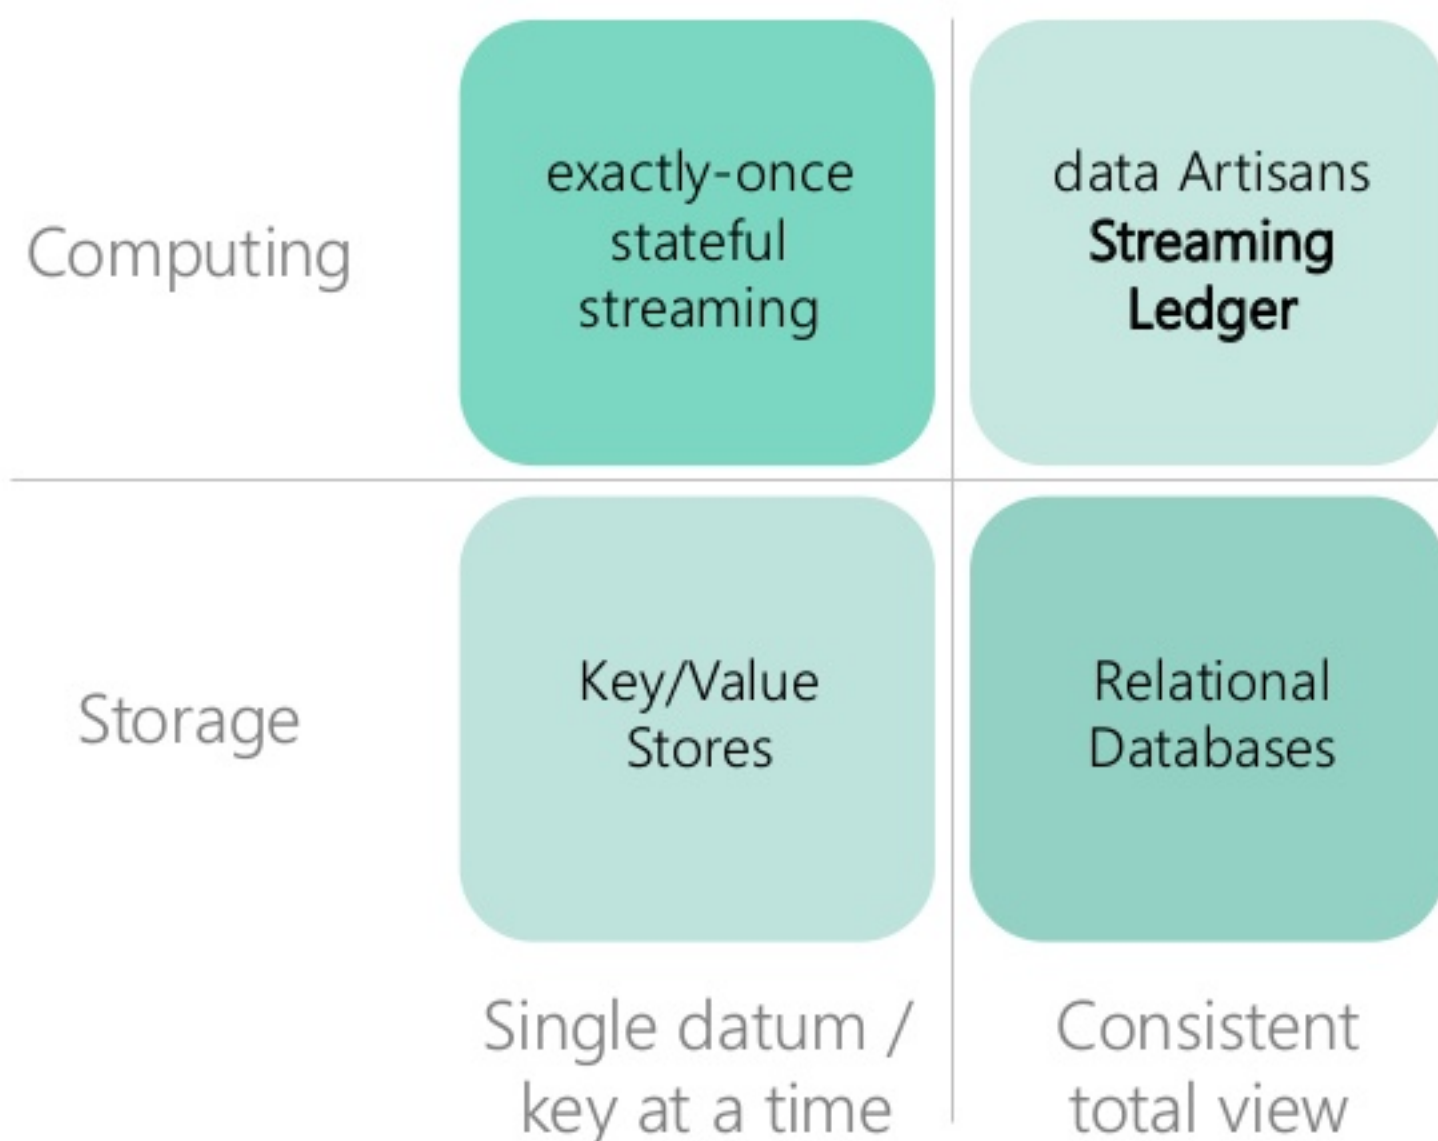 Computing
exactly-once
stateful
streaming
data Artisans
Streaming
Ledger
Storage
Key/Value
Stores
Relational
Databases
Single datum /
key at a time
Consistent
total view